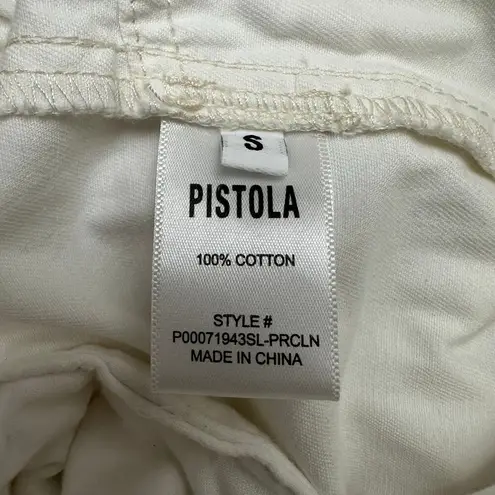 S
PISTOLA
100% COTTON
STYLE #
P00071943SL-PRCLN
MADE IN CHINA